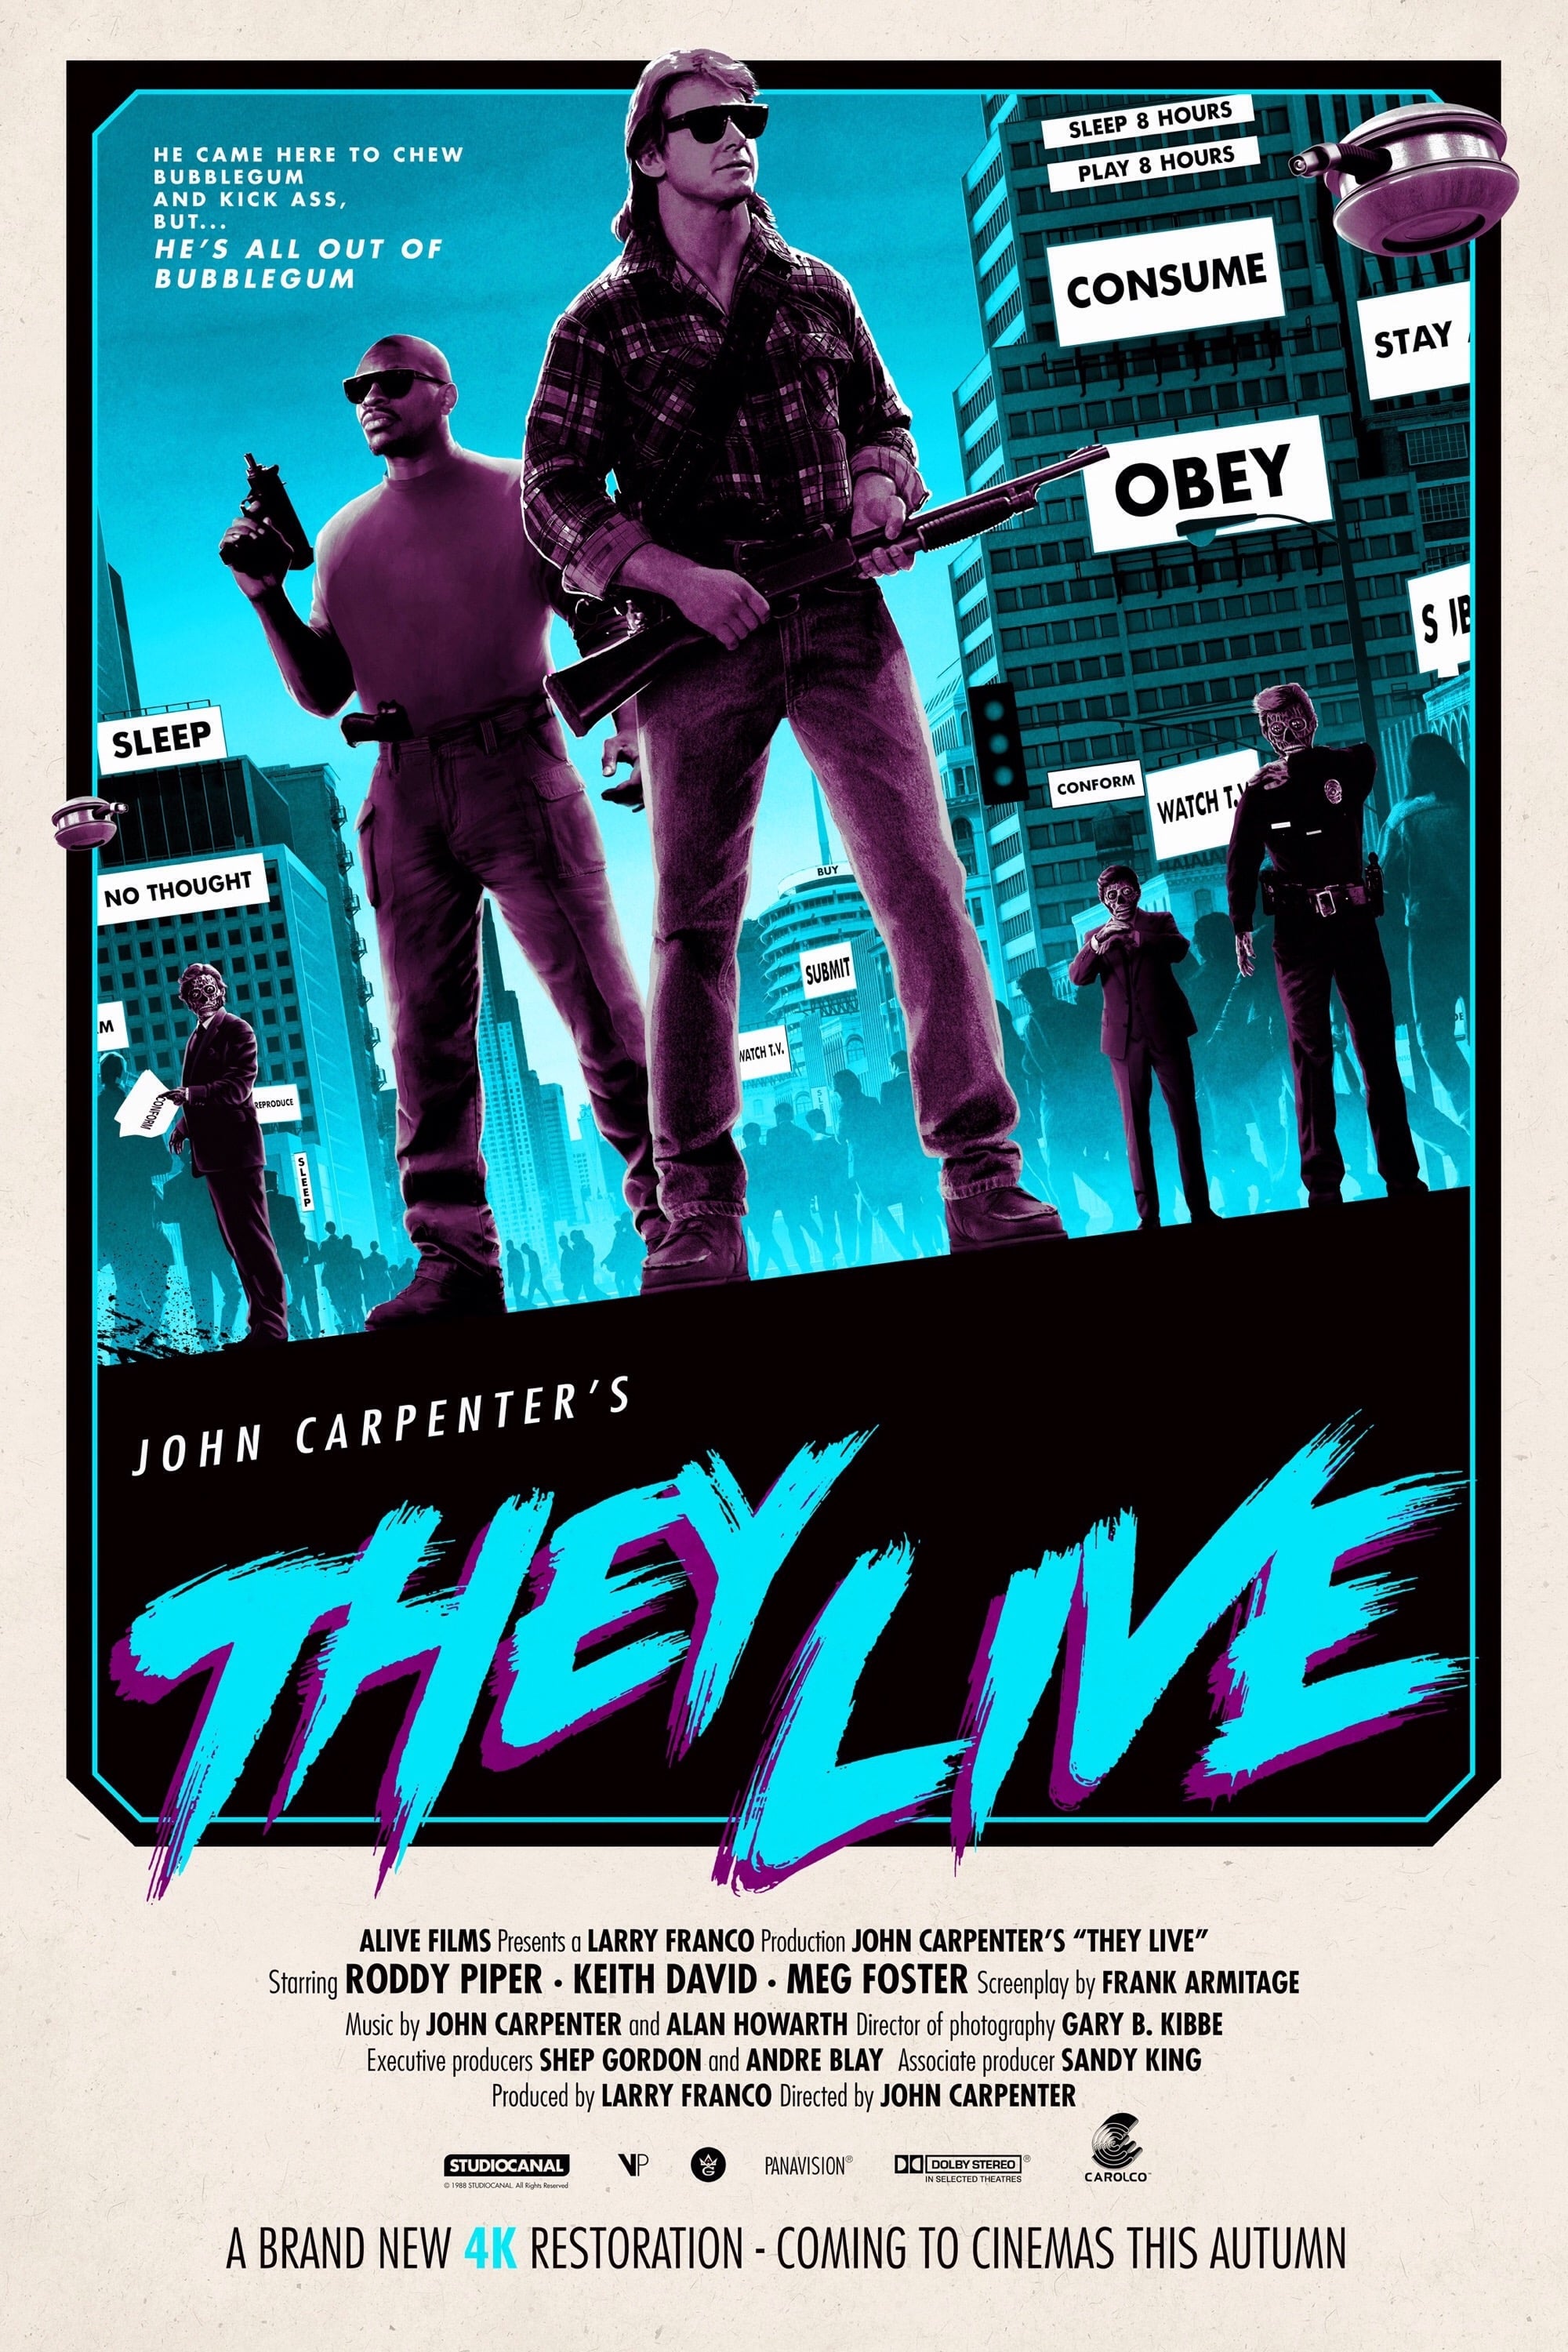 HE CAME HERE TO CHEW
BUBBLEGUM
AND KICK ASS,
BUT...
HE'S ALL OUT OF
BUBBLEGUM
SLEEP 8 HOURS
PLAY 8 HOURS
CONSUME
STAY
OBEY
SLEEP
CONFORM
WATCH T.V.
NO THOUGHT
BUY
SUBMIT
WATCH T.V.
CONFORM
REPRODUCE
SLEEP
JOHN CARPENTER'S
THEY LIVE
ALIVE FILMS Presents a LARRY FRANCO Production JOHN CARPENTER'S “THEY LIVE”
Starring RODDY PIPER • KEITH DAVID • MEG FOSTER Screenplay by FRANK ARMITAGE
Music by JOHN CARPENTER and ALAN HOWARTH Director of photography GARY B. KIBBE
Executive producers SHEP GORDON and ANDRE BLAY Associate producer SANDY KING
Produced by LARRY FRANCO Directed by JOHN CARPENTER
STUDIOCANAL
© 1988 STUDIOCANAL. All Rights Reserved
VP
G
PANAVISION®
DOLBY STEREO®
IN SELECTED THEATRES
CAROLCO™
A BRAND NEW 4K RESTORATION - COMING TO CINEMAS THIS AUTUMN